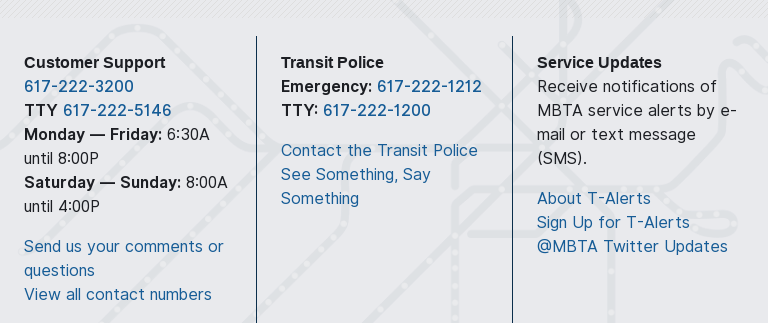 Customer Support
617-222-3200
TTY 617-222-5146
Monday — Friday: 6:30A
until 8:00P
Saturday — Sunday: 8:00A
until 4:00P
Send us your comments or
questions
View all contact numbers
Transit Police
Emergency: 617-222-1212
TTY: 617-222-1200
Contact the Transit Police
See Something, Say
Something
Service Updates
Receive notifications of
MBTA service alerts by e-
mail or text message
(SMS).
About T-Alerts
Sign Up for T-Alerts
@MBTA Twitter Updates